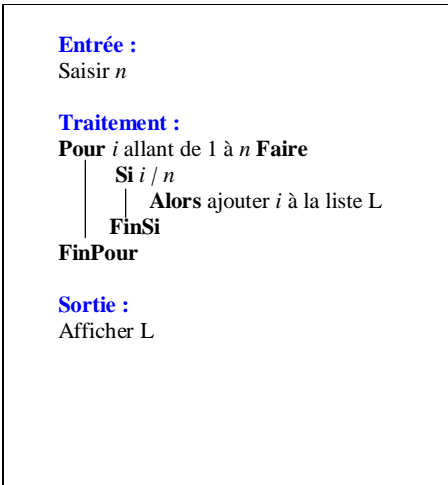 Entrée :
Saisir n
Traitement :
Pour i allant de 1 à n Faire
Si i / n
Alors ajouter i à la liste L
FinSi
FinPour
Sortie :
Afficher L